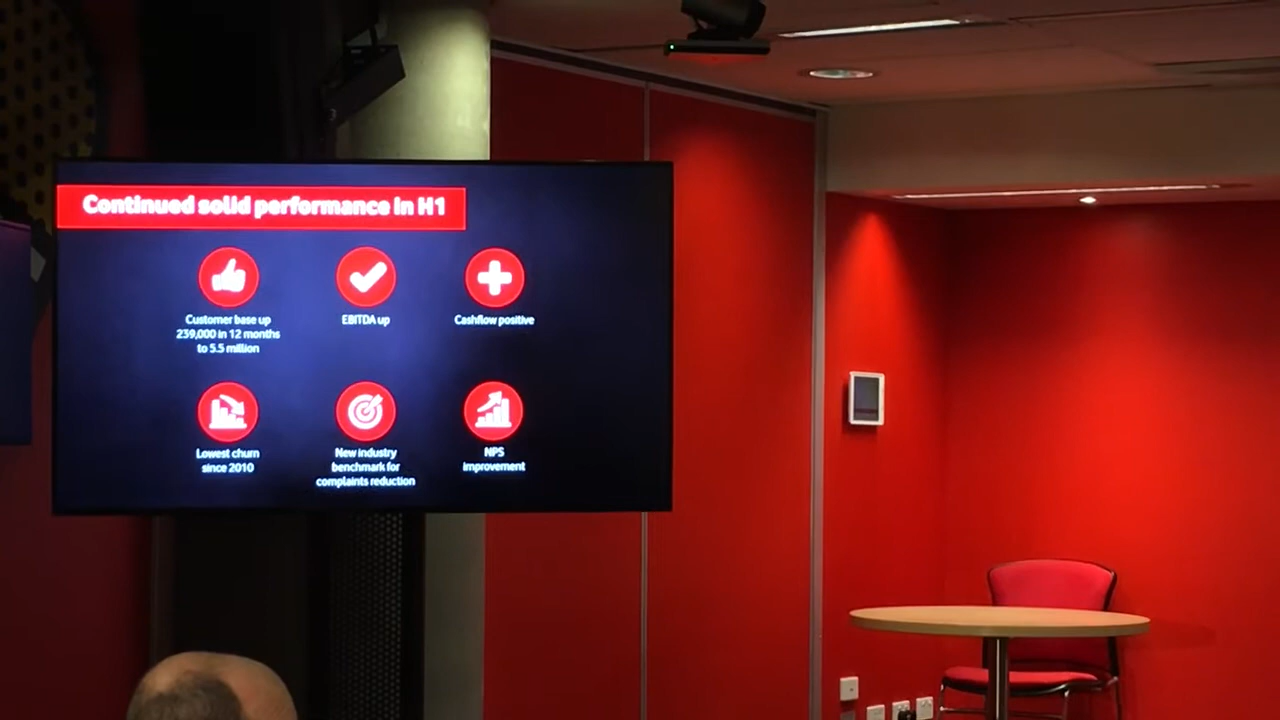 Continued solid performance in H1
Customer base up
239,000 in 12 months
to 5.5 million
EBITDA up
Cashflow positive
Lowest churn
since 2010
New industry
benchmark for
complaints reduction
NPS
improvement